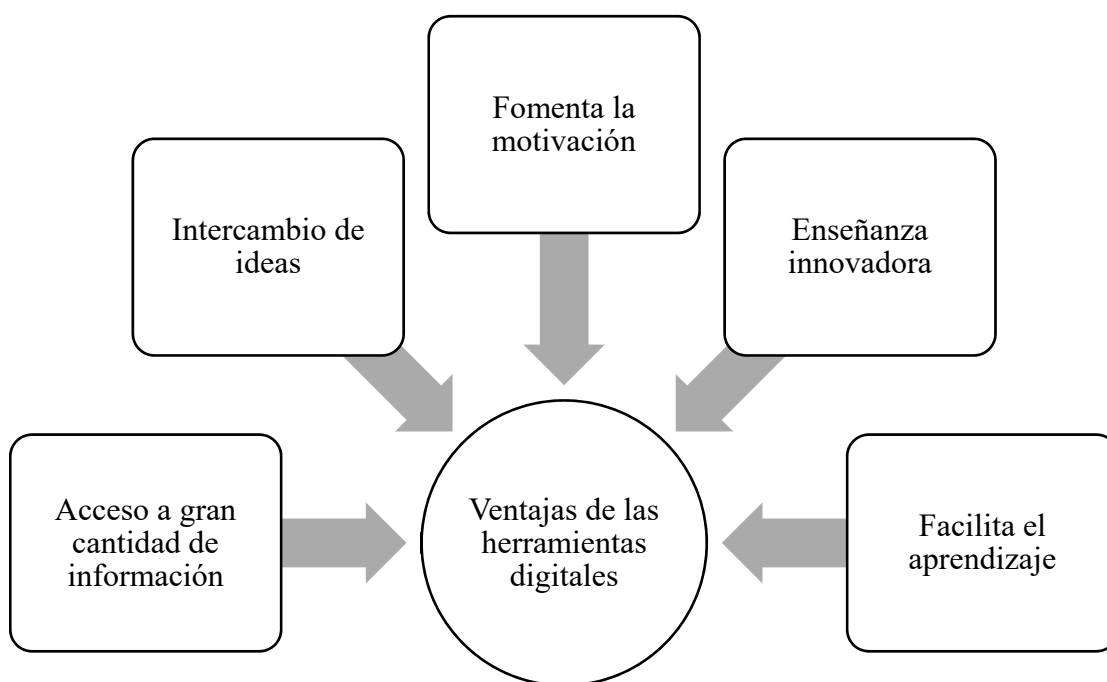 Fomenta la
motivación
Intercambio de
ideas
Enseñanza
innovadora
Acceso a gran
cantidad de
información
Ventajas de las
herramientas
digitales
Facilita el
aprendizaje